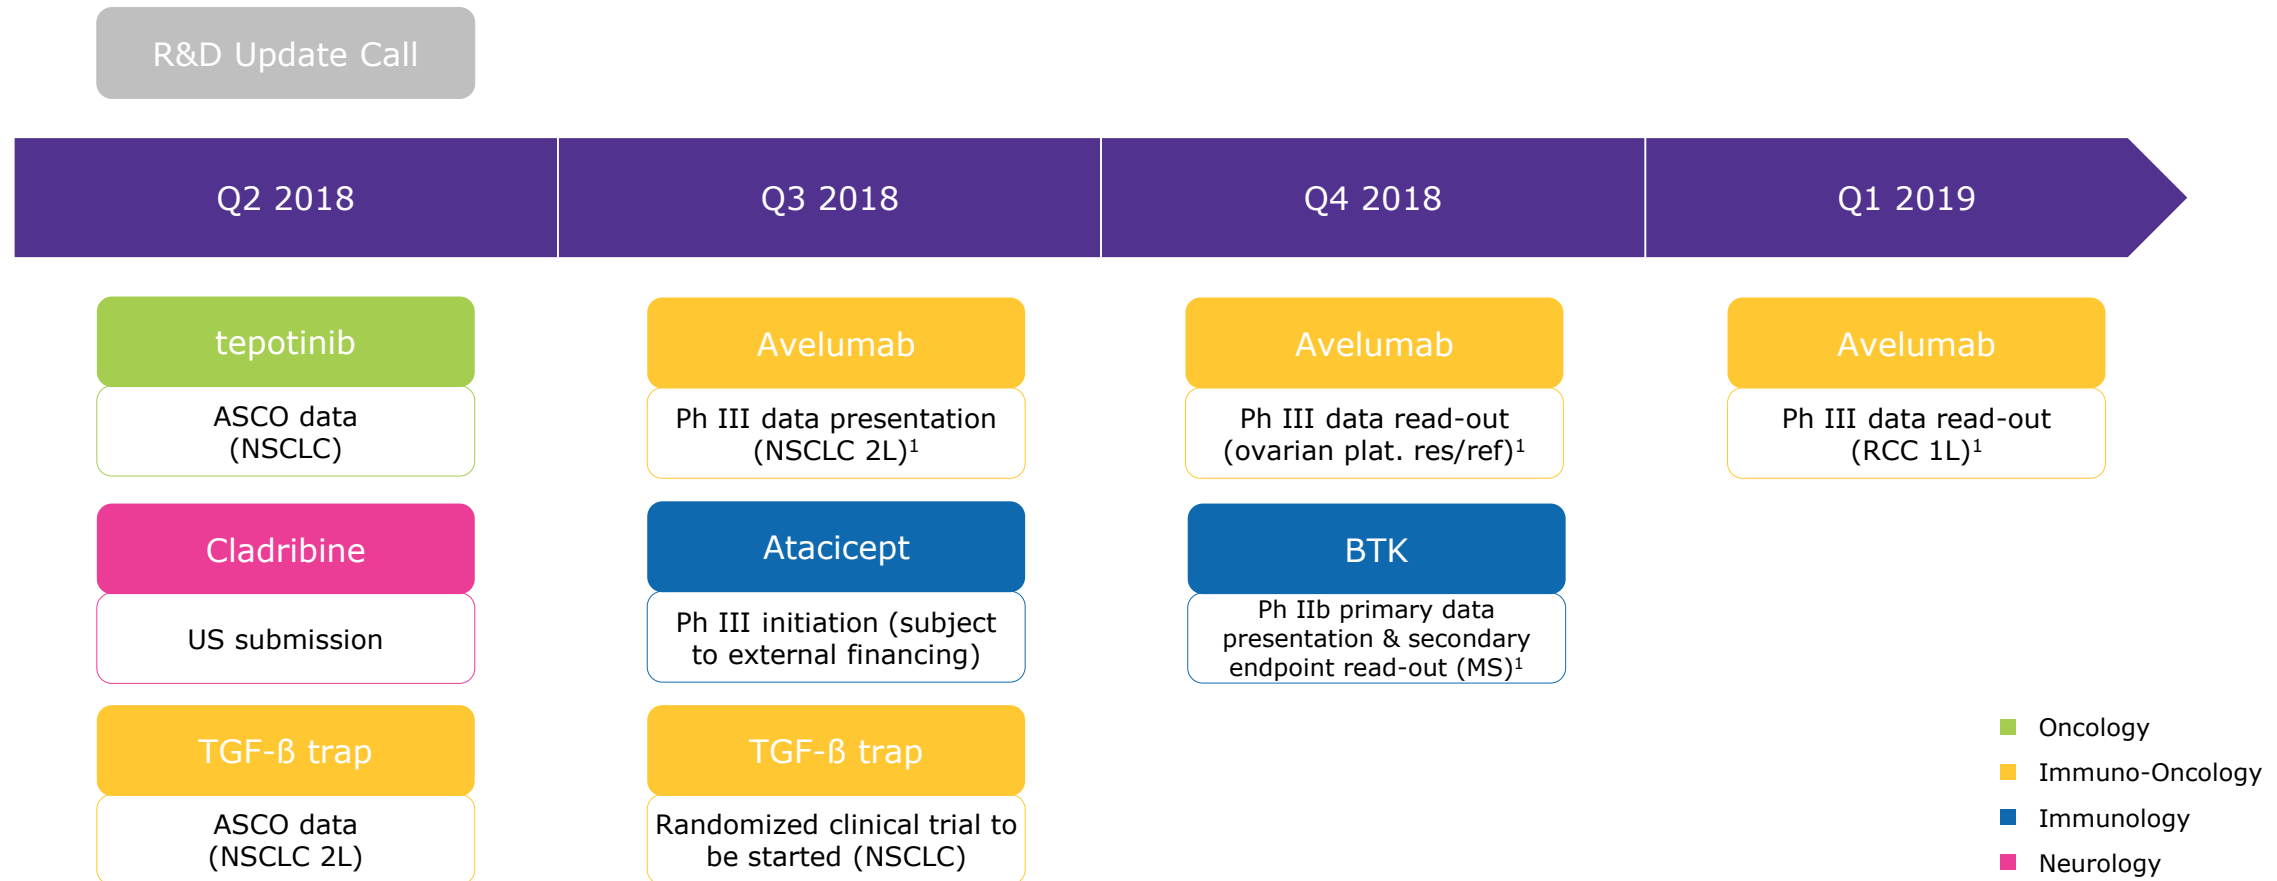 R&D Update Call
Q2 2018
Q3 2018
Q4 2018
Q1 2019
tepotinib
ASCO data
(NSCLC)
Cladribine
US submission
TGF-ß trap
ASCO data
(NSCLC 2L)
Avelumab
Ph III data presentation
(NSCLC 2L)¹
Atacicept
Ph III initiation (subject
to external financing)
TGF-ß trap
Randomized clinical trial to
be started (NSCLC)
Avelumab
Ph III data read-out
(ovarian plat. res/ref)¹
BTK
Ph IIb primary data
presentation & secondary
endpoint read-out (MS)¹
Avelumab
Ph III data read-out
(RCC 1L)¹
Oncology
Immuno-Oncology
Immunology
Neurology